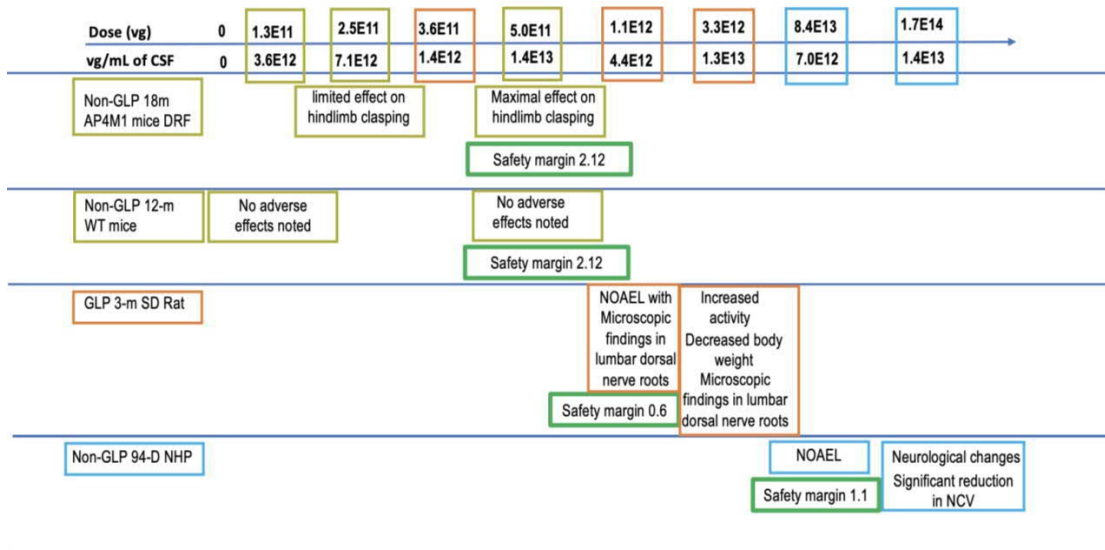 Dose (vg) 0 1.3E11 2.5E11 3.6E11 5.0E11 1.1E12 3.3E12 8.4E13 1.7E14
vg/mL of CSF 0 3.6E12 7.1E12 1.4E12 1.4E13 4.4E12 1.3E13 7.0E12 1.4E13
Non-GLP 18m
AP4M1 mice DRF
limited effect on
hindlimb clasping
Maximal effect on
hindlimb clasping
Safety margin 2.12
Non-GLP 12-m
WT mice
No adverse
effects noted
No adverse
effects noted
Safety margin 2.12
GLP 3-m SD Rat
NOAEL with
Microscopic
findings in
lumbar dorsal
nerve roots
Safety margin 0.6
Increased
activity
Decreased body
weight
Microscopic
findings in lumbar
dorsal nerve roots
Non-GLP 94-D NHP
NOAEL
Safety margin 1.1
Neurological changes
Significant reduction
in NCV